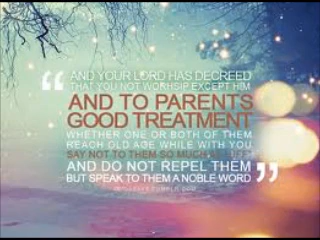 “ AND YOUR LORD HAS DECREED
THAT YOU NOT WORHSIP EXCEPT HIM,
AND TO PARENTS
GOOD TREATMENT
WHETHER ONE OR BOTH OF THEM
REACH OLD AGE WHILE WITH YOU
SAY NOT TO THEM SO MUCH AS
AND DO NOT REPEL THEM
BUT SPEAK TO THEM A NOBLE WORD ”